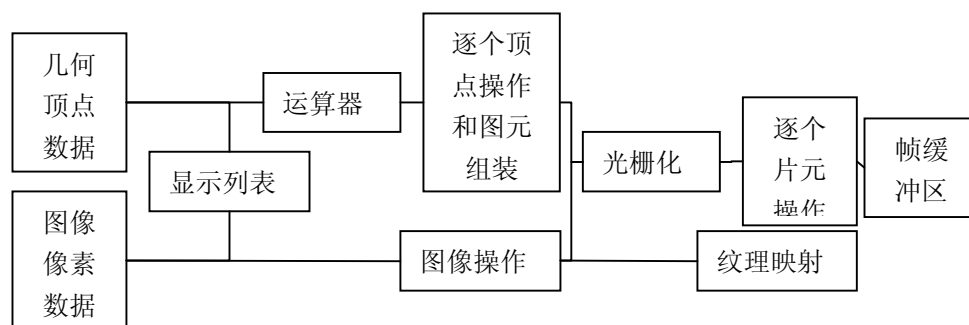 几何
顶点
数据
运算器
逐个顶
点操作
和图元
组装
显示列表
光栅化
逐个
片元
操作
帧缓
冲区
图像
像素
数据
图像操作
纹理映射